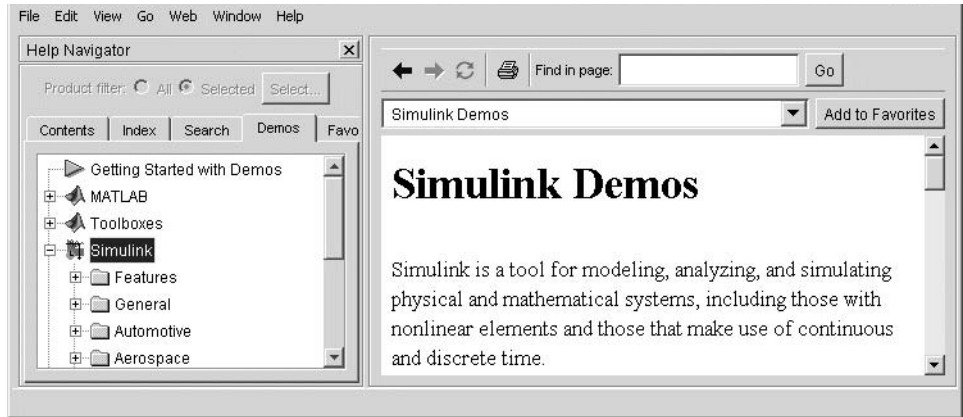 File Edit View Go Web Window Help
Help Navigator
Product filter: All Selected Select...
Contents Index Search Demos Favo
Getting Started with Demos
MATLAB
Toolboxes
Simulink
Features
General
Automotive
Aerospace
Find in page: Go
Simulink Demos Add to Favorites
Simulink Demos
Simulink is a tool for modeling, analyzing, and simulating
physical and mathematical systems, including those with
nonlinear elements and those that make use of continuous
and discrete time.